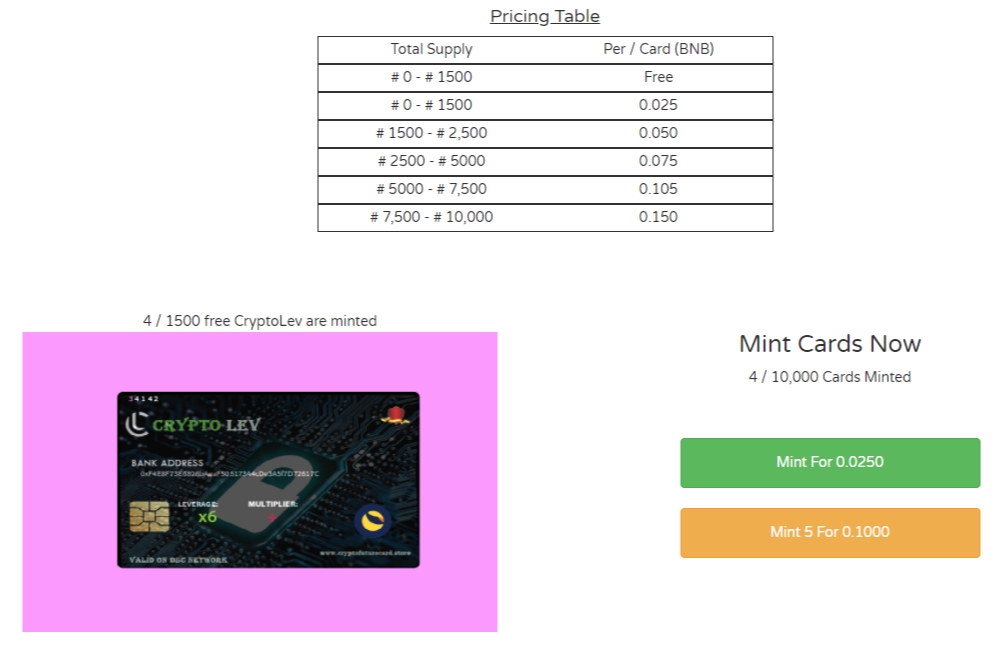 Pricing Table
Total Supply Per / Card (BNB)
# 0 - # 1500 Free
# 0 - # 1500 0.025
# 1500 - # 2,500 0.050
# 2500 - # 5000 0.075
# 5000 - # 7,500 0.105
# 7,500 - # 10,000 0.150
4 / 1500 free CryptoLev are minted
Mint Cards Now
4 / 10,000 Cards Minted
34142
CRYPTO LEV
BANK ADDRESS
LEVERAGE: MULTIPLIER:
x6
www.cryptofuturecard.store
VALID ON BSC NETWORK
Mint For 0.0250
Mint 5 For 0.1000